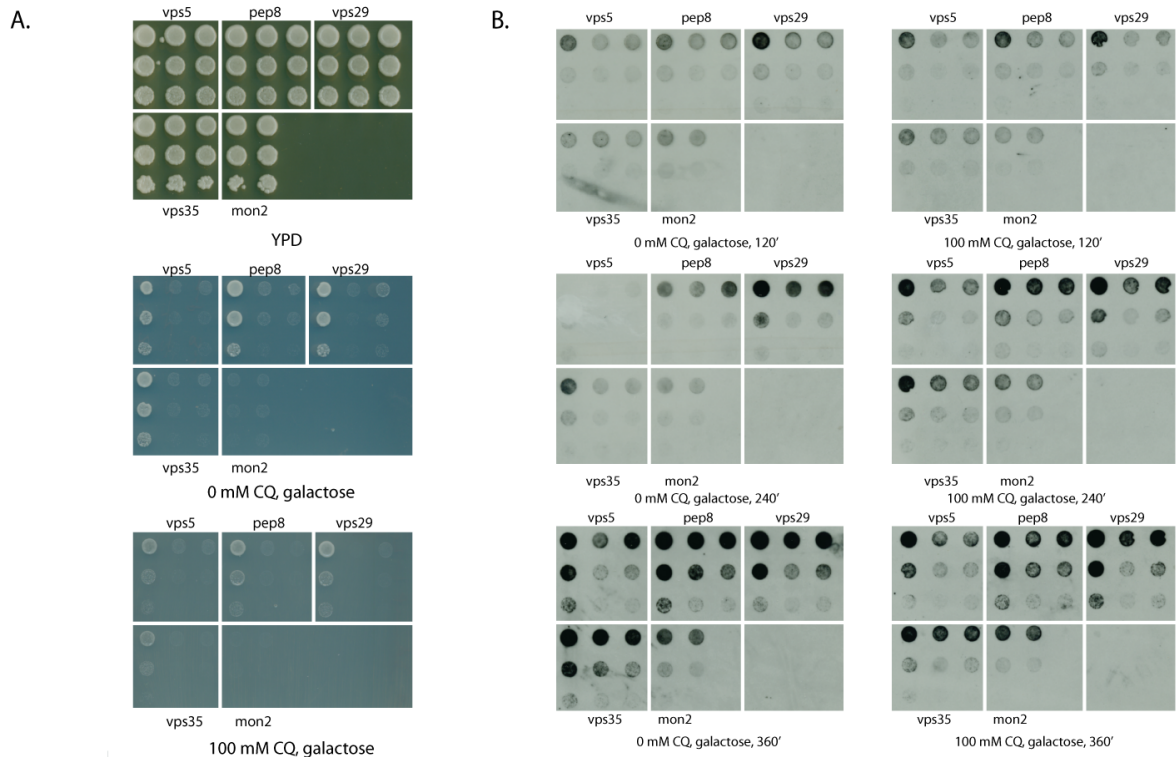 A.
vps5 pep8 vps29
vps35 mon2
YPD
vps5 pep8 vps29
vps35 mon2
0 mM CQ, galactose
vps5 pep8 vps29
vps35 mon2
100 mM CQ, galactose
B.
vps5 pep8 vps29
vps35 mon2
0 mM CQ, galactose, 120'
vps5 pep8 vps29
vps35 mon2
100 mM CQ, galactose, 120'
vps5 pep8 vps29
vps35 mon2
0 mM CQ, galactose, 240'
vps5 pep8 vps29
vps35 mon2
100 mM CQ, galactose, 240'
vps5 pep8 vps29
vps35 mon2
0 mM CQ, galactose, 360'
vps5 pep8 vps29
vps35 mon2
100 mM CQ, galactose, 360'